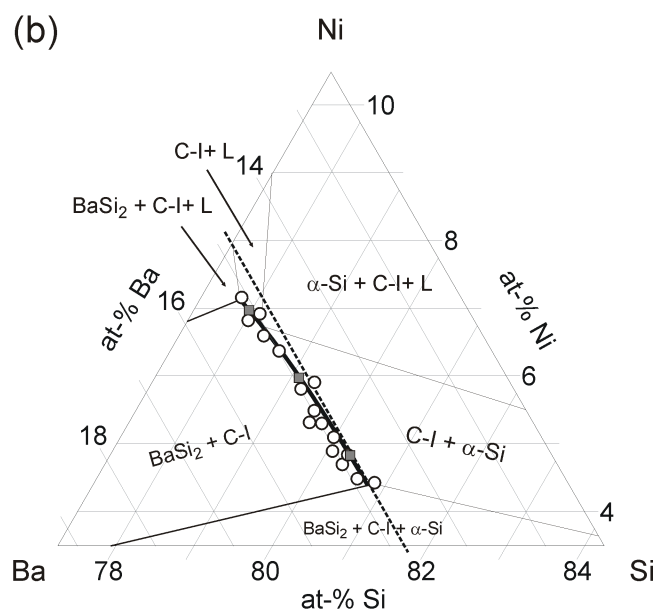 (b)
Ni
10
C-I+ L
14
BaSi2 + C-I+ L
8
α-Si + C-I+ L
at-% Ba
16
at-% Ni
6
18
BaSi2 + C-I
C-I + α-Si
4
BaSi2 + C-I + α-Si
Ba
78
80
82
84
Si
at-% Si